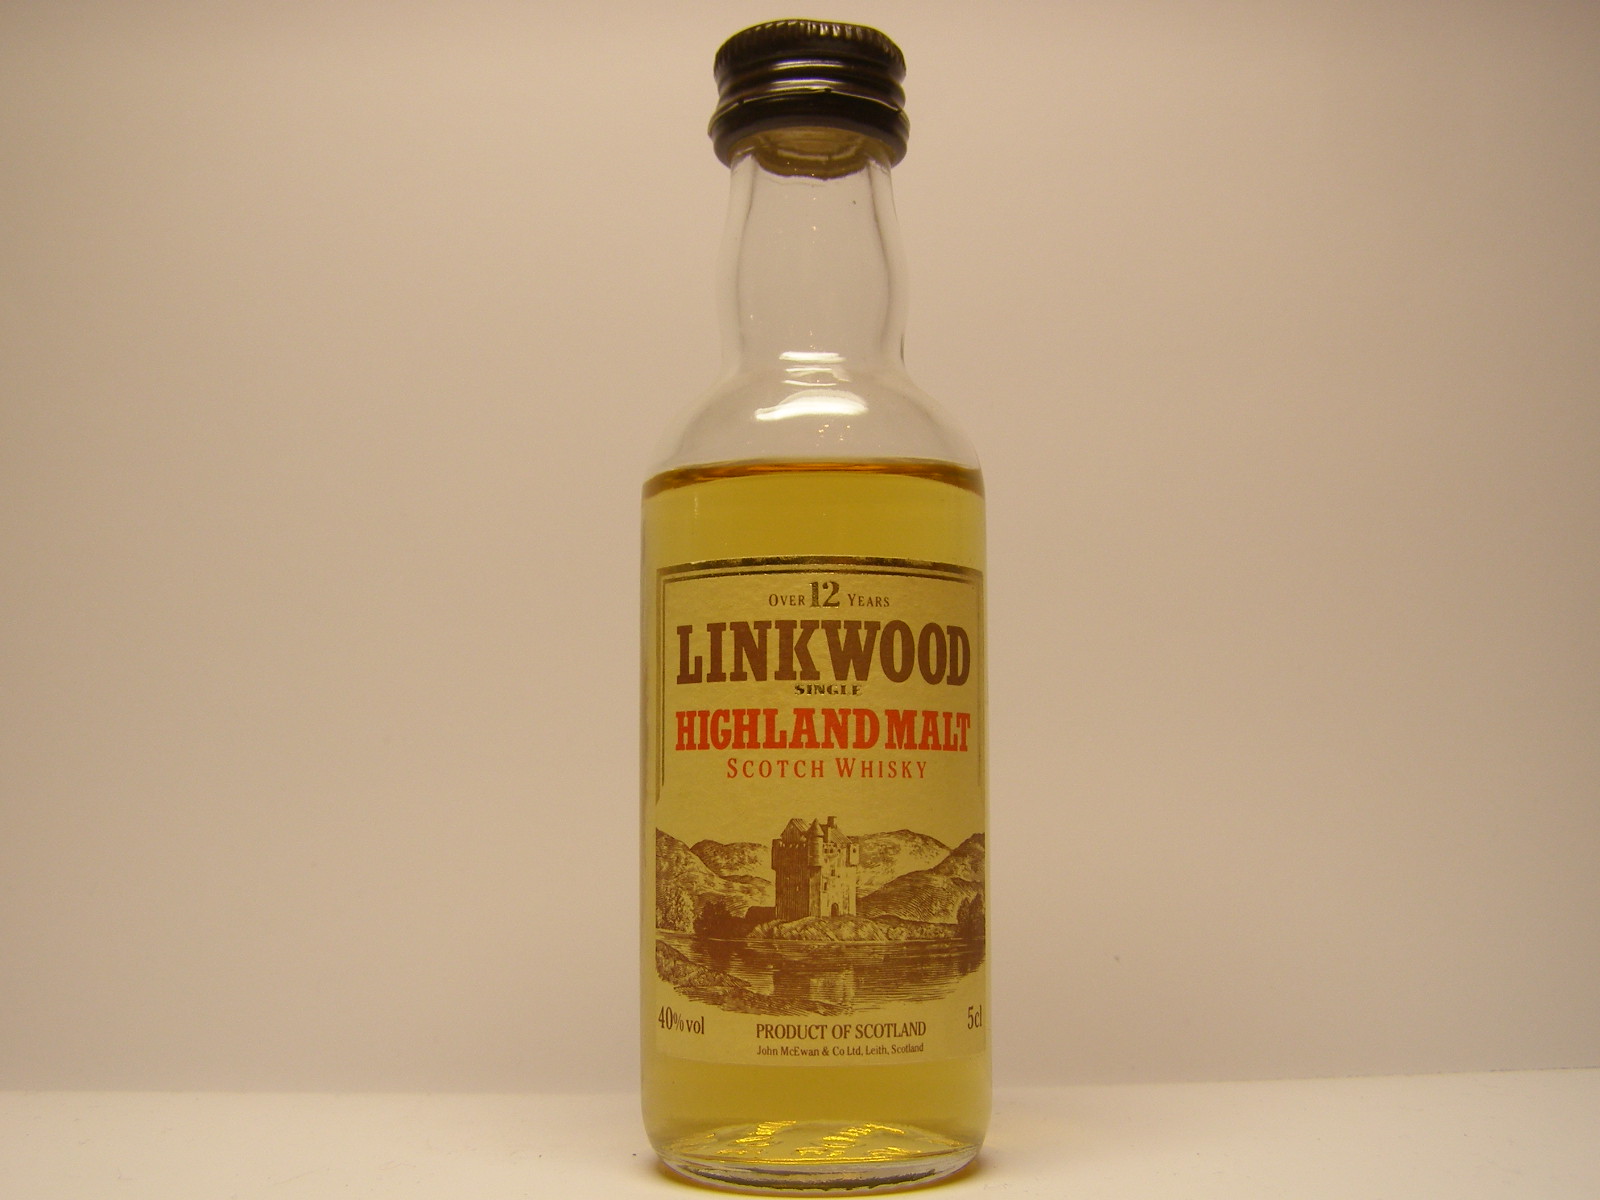 OVER 12 YEARS
LINKWOOD
SINGLE
HIGHLAND MALT
SCOTCH WHISKY
40% vol
5cl
PRODUCT OF SCOTLAND
John McEwan & Co Ltd, Leith, Scotland